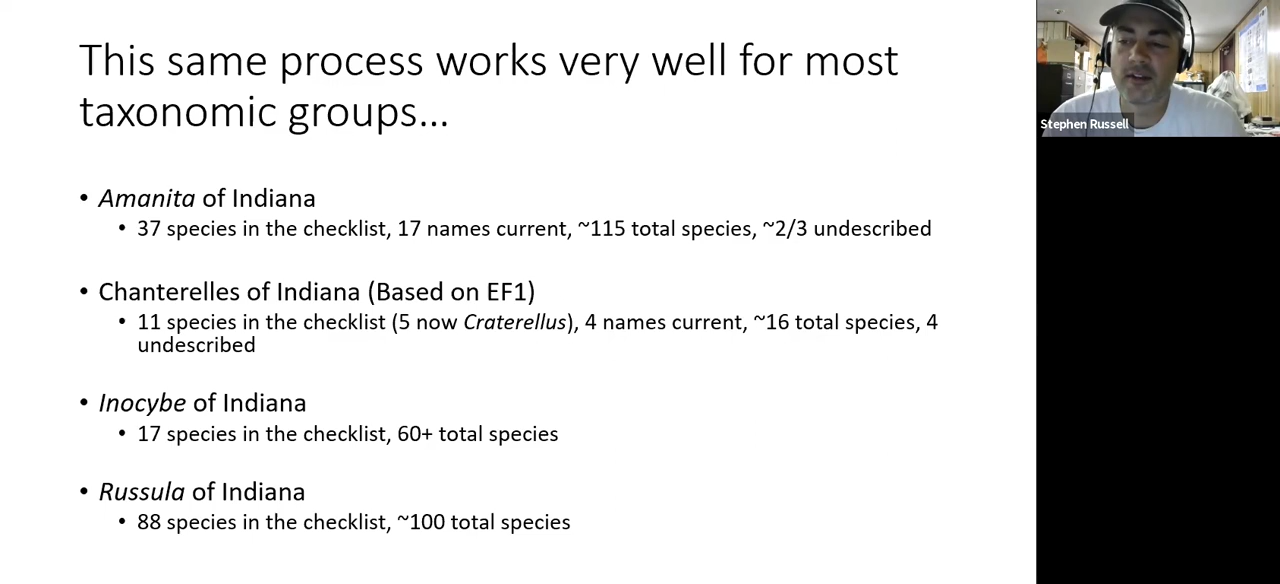 This same process works very well for most
taxonomic groups...
• Amanita of Indiana
• 37 species in the checklist, 17 names current, ~115 total species, ~2/3 undescribed
• Chanterelles of Indiana (Based on EF1)
• 11 species in the checklist (5 now Craterellus), 4 names current, ~16 total species, 4
undescribed
• Inocybe of Indiana
• 17 species in the checklist, 60+ total species
• Russula of Indiana
• 88 species in the checklist, ~100 total species
Stephen Russell